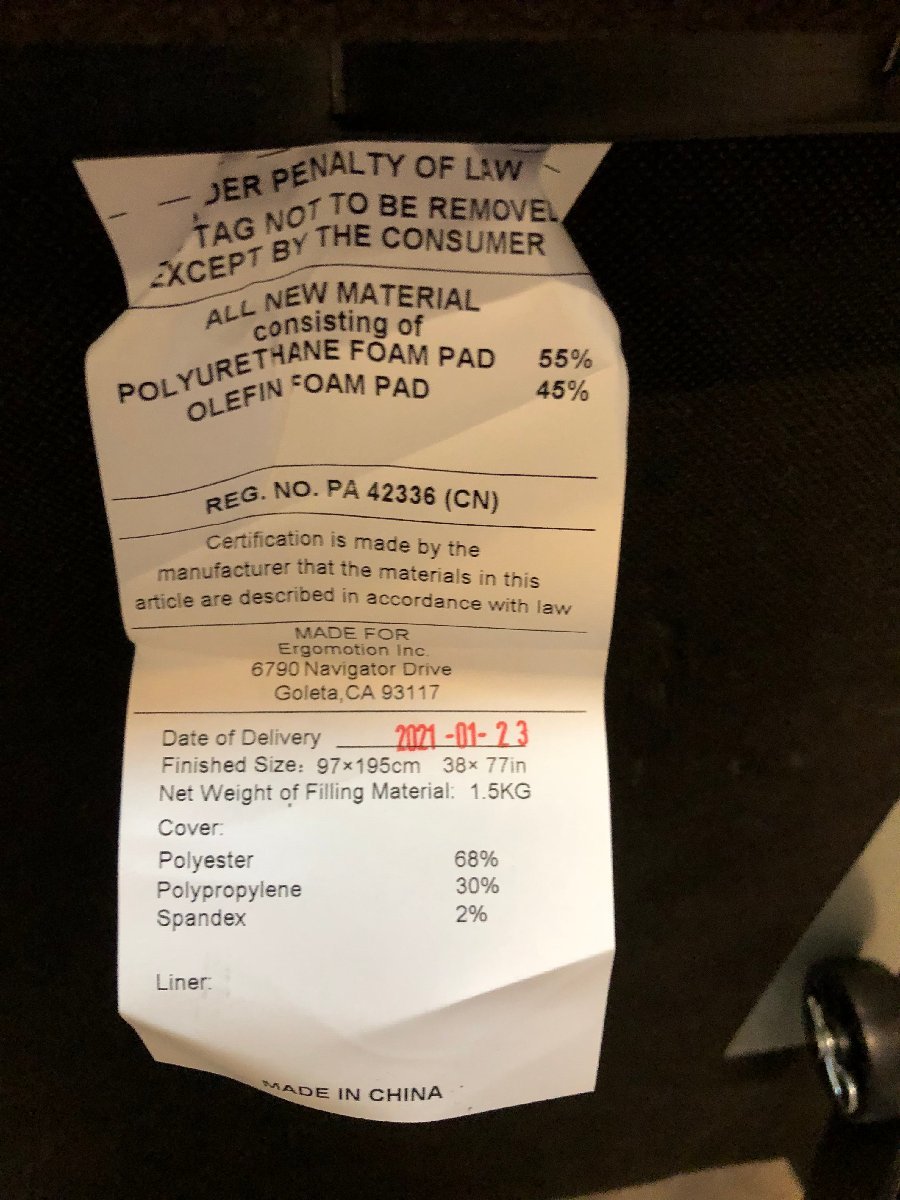 DER PENALTY OF LAW
TAG NOT TO BE REMOVE
EXCEPT BY THE CONSUMER
ALL NEW MATERIAL
consisting of
POLYURETHANE FOAM PAD 55%
OLEFIN FOAM PAD 45%
REG. NO. PA 42336 (CN)
Certification is made by the
manufacturer that the materials in this
article are described in accordance with law
MADE FOR
Ergomotion Inc.
6790 Navigator Drive
Goleta,CA 93117
Date of Delivery 2021-01-23
Finished Size: 97×195cm 38× 77in
Net Weight of Filling Material: 1.5KG
Cover:
Polyester 68%
Polypropylene 30%
Spandex 2%
Liner:
MADE IN CHINA